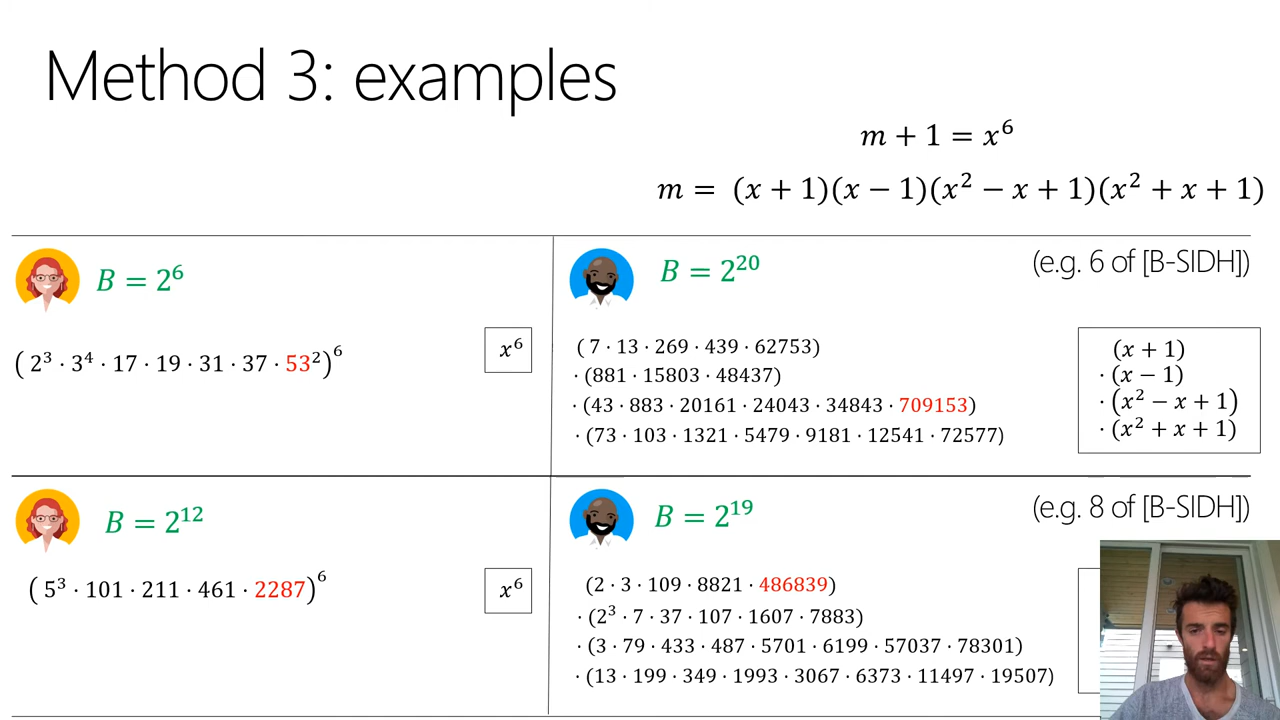 Method 3: examples
m + 1 = x⁶
m = (x + 1)(x − 1)(x² − x + 1)(x² + x + 1)
B = 2⁶
(2³ · 3⁴ · 17 · 19 · 31 · 37 · 53²)⁶
x⁶
B = 2²⁰
(e.g. 6 of [B-SIDH])
(7 · 13 · 269 · 439 · 62753)
· (881 · 15803 · 48437)
· (43 · 883 · 20161 · 24043 · 34843 · 709153)
· (73 · 103 · 1321 · 5479 · 9181 · 12541 · 72577)
(x + 1)
· (x − 1)
· (x² − x + 1)
· (x² + x + 1)
B = 2¹²
(5³ · 101 · 211 · 461 · 2287)⁶
x⁶
B = 2¹⁹
(e.g. 8 of [B-SIDH])
(2 · 3 · 109 · 8821 · 486839)
· (2³ · 7 · 37 · 107 · 1607 · 7883)
· (3 · 79 · 433 · 487 · 5701 · 6199 · 57037 · 78301)
· (13 · 199 · 349 · 1993 · 3067 · 6373 · 11497 · 19507)